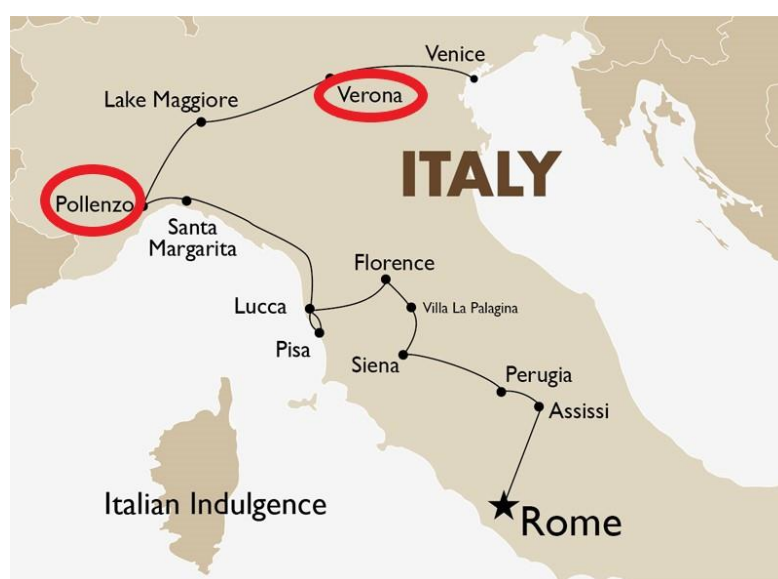 Venice
Verona
Lake Maggiore
ITALY
Pollenzo
Santa
Margarita
Florence
Lucca
Villa La Palagina
Pisa
Siena
Perugia
Assissi
Italian Indulgence
Rome